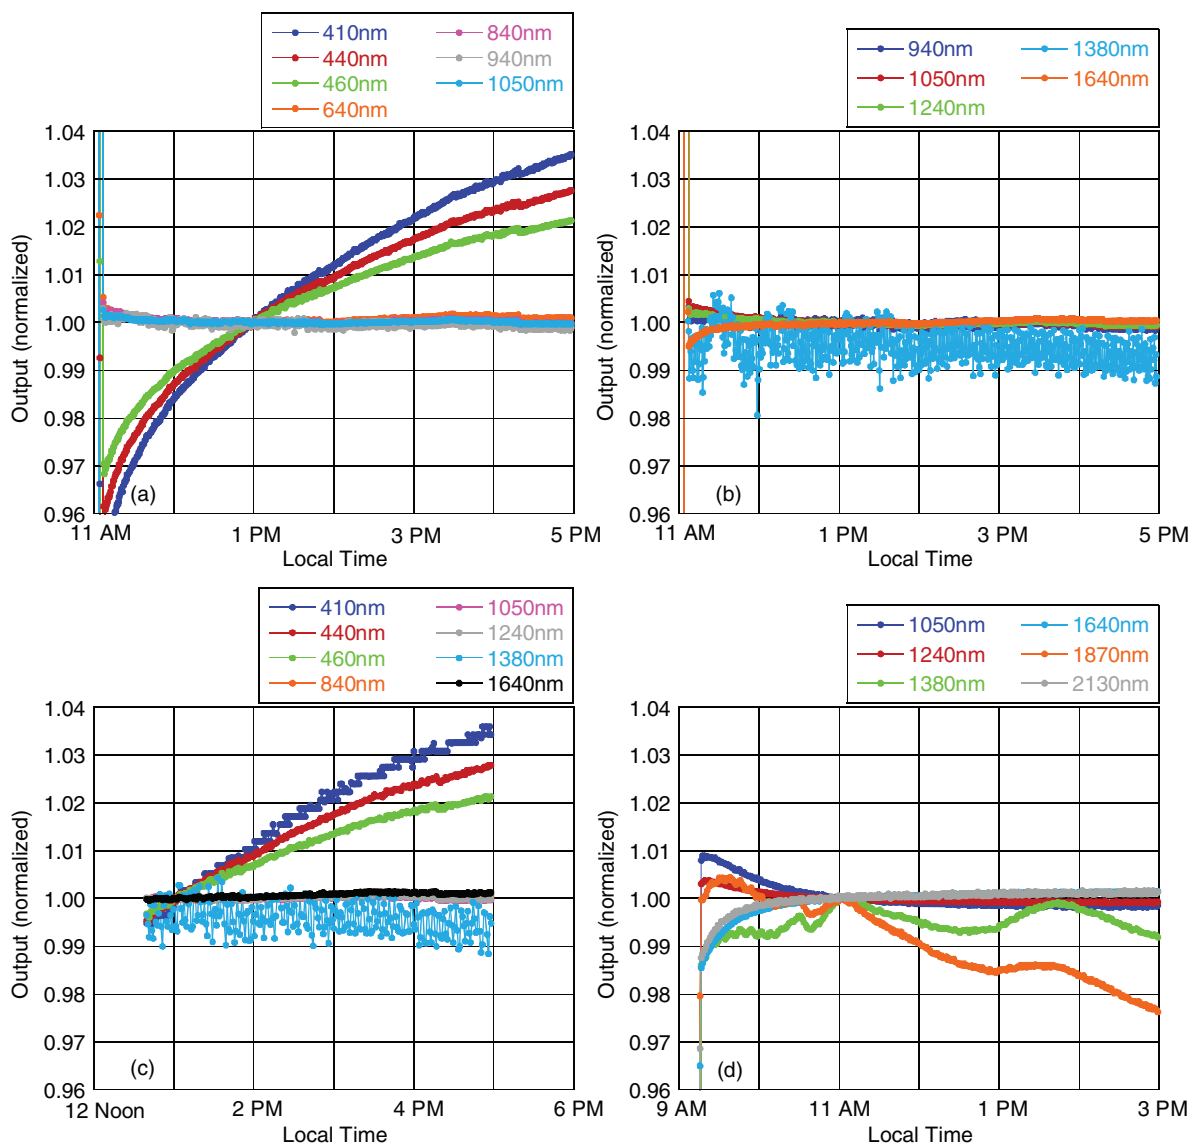 410nm 840nm
440nm 940nm
460nm 1050nm
640nm
1.04
1.03
1.02
1.01
1.00
0.99
0.98
0.97
0.96
Output (normalized)
(a)
11 AM 1 PM 3 PM 5 PM
Local Time
940nm 1380nm
1050nm 1640nm
1240nm
1.04
1.03
1.02
1.01
1.00
0.99
0.98
0.97
0.96
Output (normalized)
(b)
11 AM 1 PM 3 PM 5 PM
Local Time
410nm 1050nm
440nm 1240nm
460nm 1380nm
840nm 1640nm
1.04
1.03
1.02
1.01
1.00
0.99
0.98
0.97
0.96
Output (normalized)
(c)
12 Noon 2 PM 4 PM 6 PM
Local Time
1050nm 1640nm
1240nm 1870nm
1380nm 2130nm
1.04
1.03
1.02
1.01
1.00
0.99
0.98
0.97
0.96
Output (normalized)
(d)
9 AM 11 AM 1 PM 3 PM
Local Time